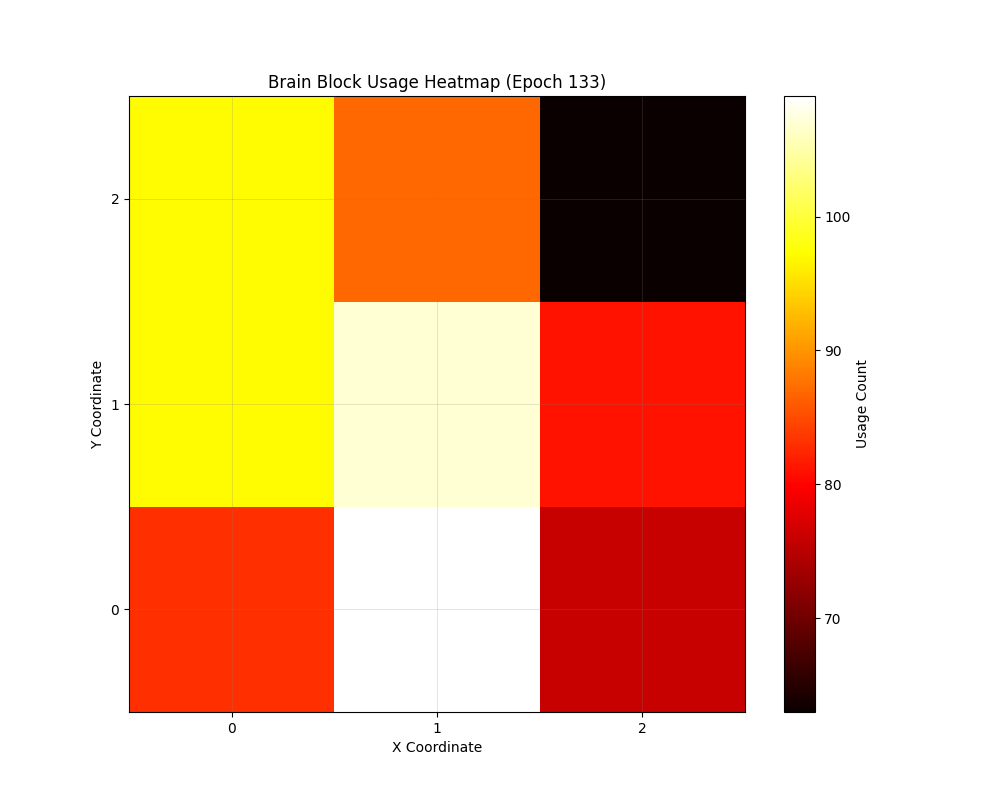 Brain Block Usage Heatmap (Epoch 133)
2
1
0
Y Coordinate
0 1 2
X Coordinate
100
90
80
70
Usage Count